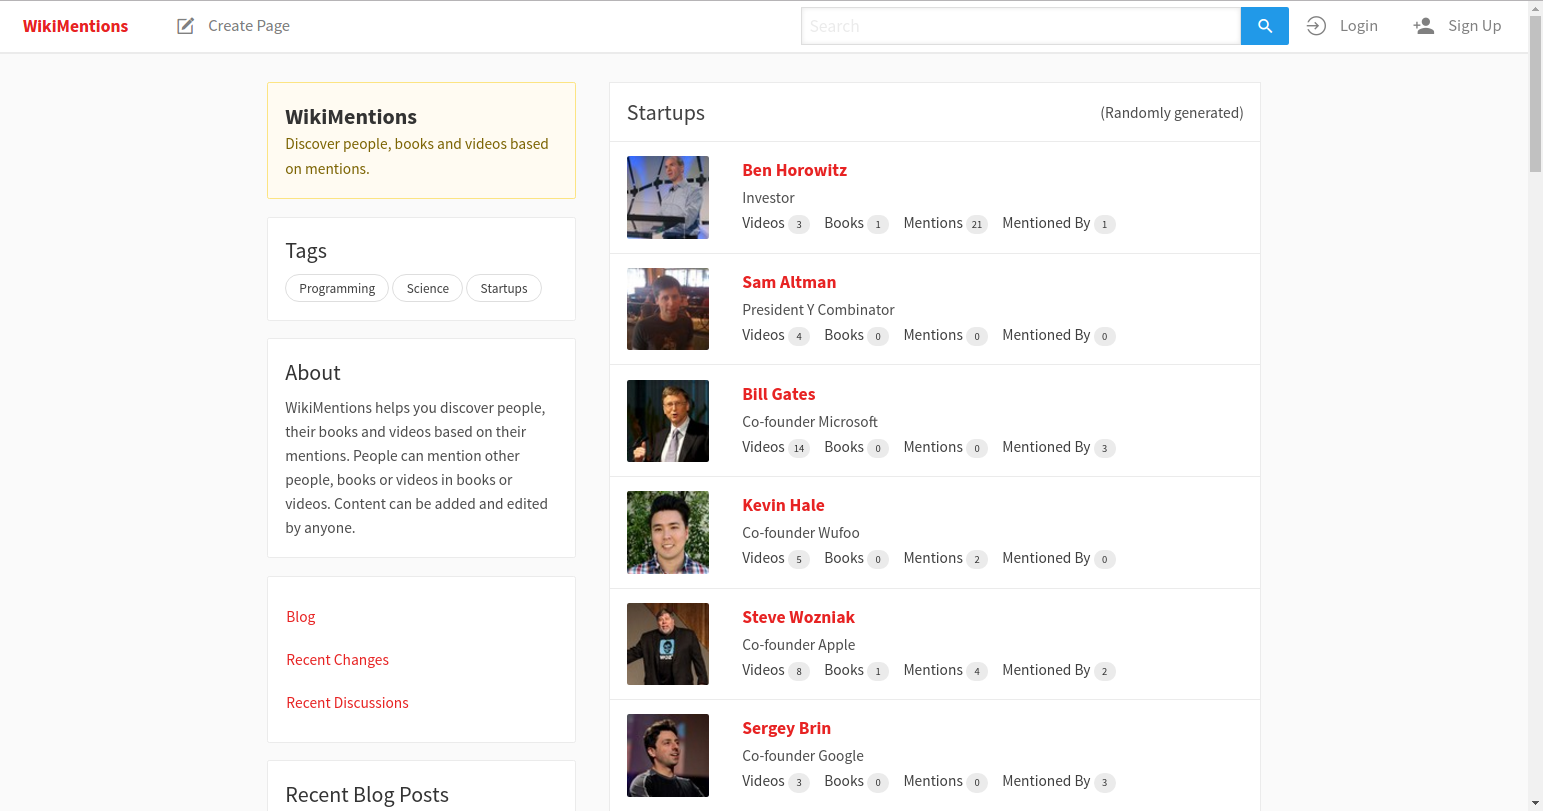 WikiMentions
Create Page
Search
Login
Sign Up
WikiMentions
Discover people, books and videos based
on mentions.
Tags
Programming
Science
Startups
About
WikiMentions helps you discover people,
their books and videos based on their
mentions. People can mention other
people, books or videos in books or
videos. Content can be added and edited
by anyone.
Blog
Recent Changes
Recent Discussions
Recent Blog Posts
Startups
(Randomly generated)
Ben Horowitz
Investor
Videos 3 Books 1 Mentions 21 Mentioned By 1
Sam Altman
President Y Combinator
Videos 4 Books 0 Mentions 0 Mentioned By 0
Bill Gates
Co-founder Microsoft
Videos 14 Books 0 Mentions 0 Mentioned By 3
Kevin Hale
Co-founder Wufoo
Videos 5 Books 0 Mentions 2 Mentioned By 0
Steve Wozniak
Co-founder Apple
Videos 8 Books 1 Mentions 4 Mentioned By 2
Sergey Brin
Co-founder Google
Videos 3 Books 0 Mentions 0 Mentioned By 3